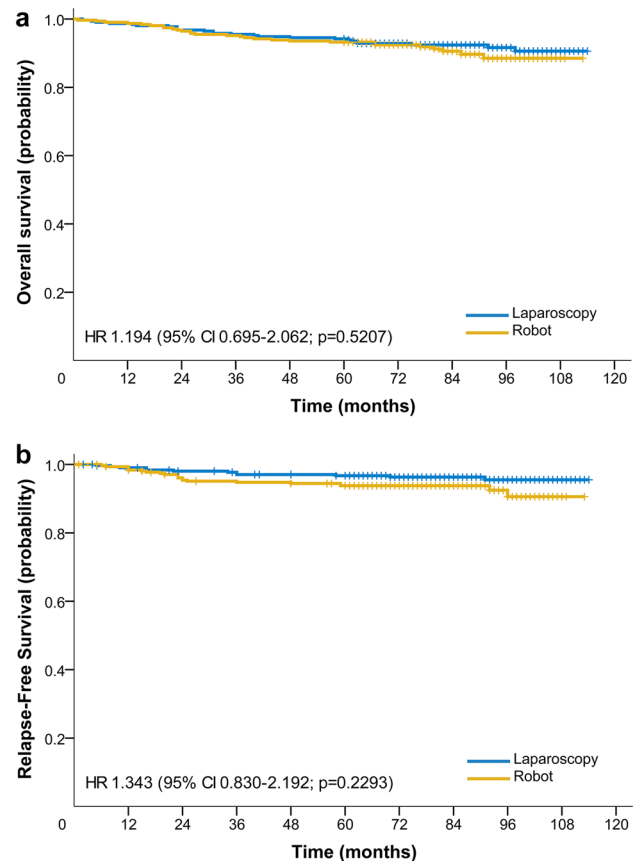 a
1.0
0.8
0.6
0.4
0.2
Overall survival (probability)
HR 1.194 (95% CI 0.695-2.062; p=0.5207)
Laparoscopy
Robot
0 12 24 36 48 60 72 84 96 108 120
Time (months)
b
1.0
0.8
0.6
0.4
0.2
Relapse-Free Survival (probability)
HR 1.343 (95% CI 0.830-2.192; p=0.2293)
Laparoscopy
Robot
0 12 24 36 48 60 72 84 96 108 120
Time (months)